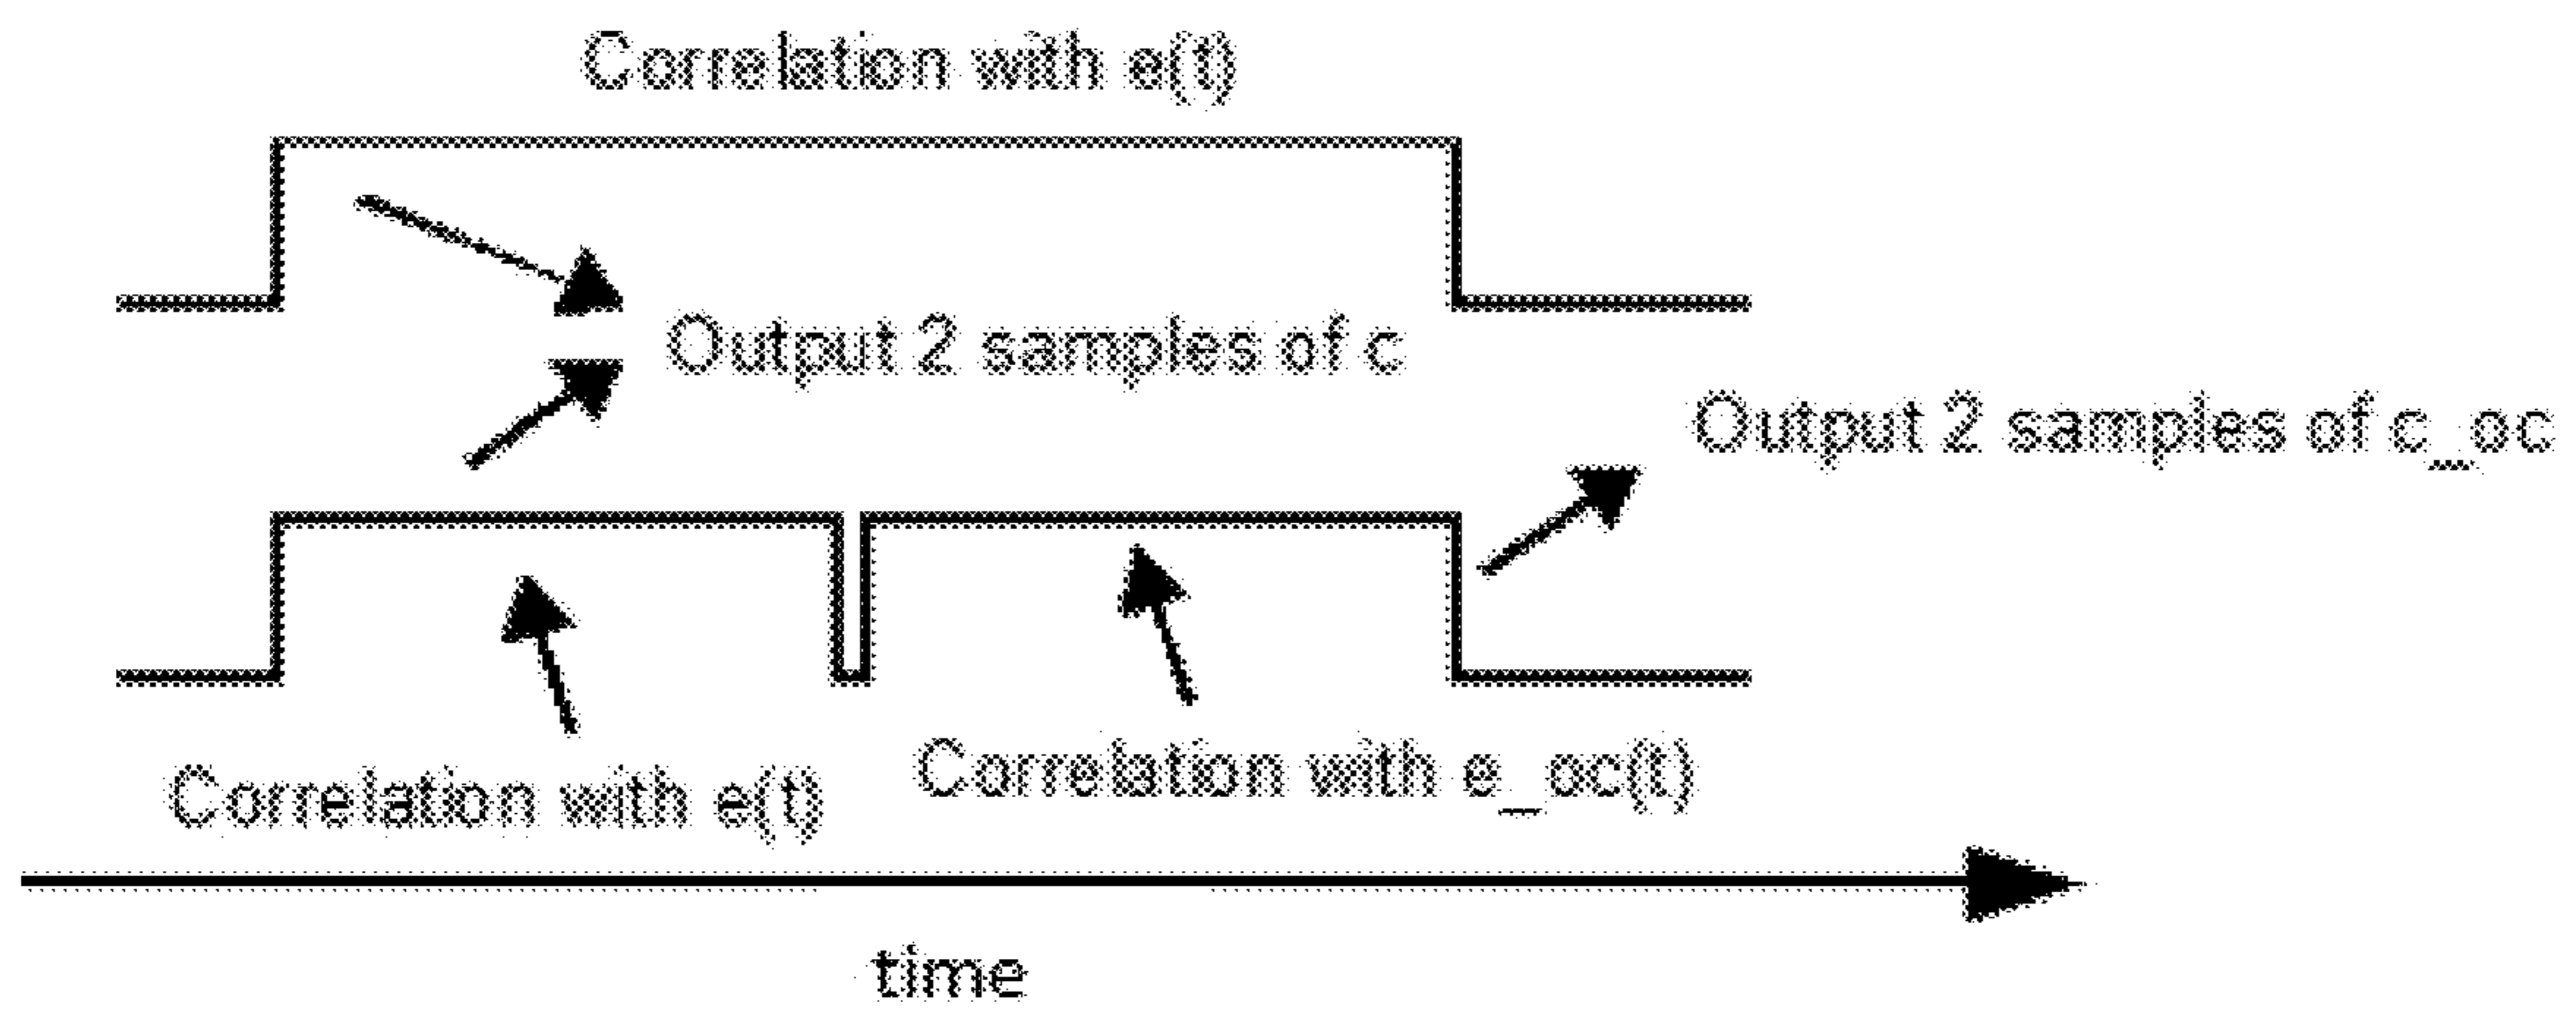 Correlation with e(t)
Output 2 samples of c
Output 2 samples of c_oc
Correlation with e_oc(t)
Correlation with e(t)
time